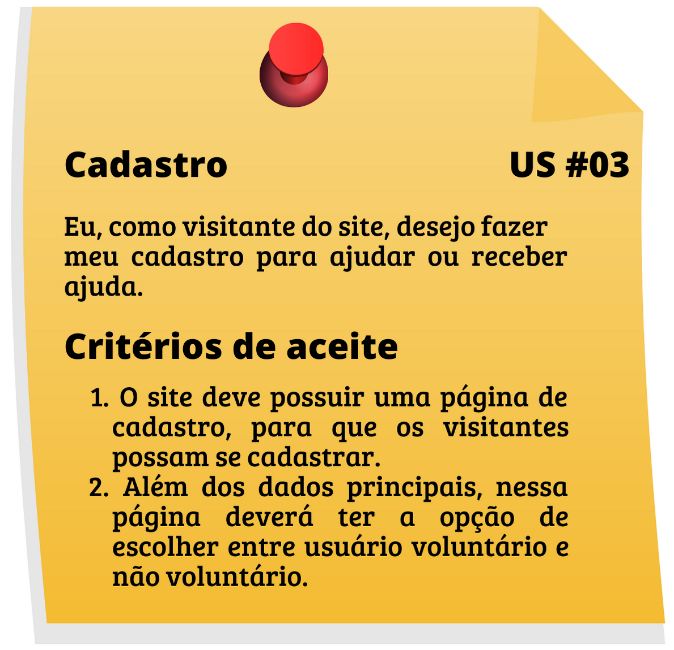 Cadastro US #03
Eu, como visitante do site, desejo fazer
meu cadastro para ajudar ou receber
ajuda.
Critérios de aceite
1. O site deve possuir uma página de
cadastro, para que os visitantes
possam se cadastrar.
2. Além dos dados principais, nessa
página deverá ter a opção de
escolher entre usuário voluntário e
não voluntário.